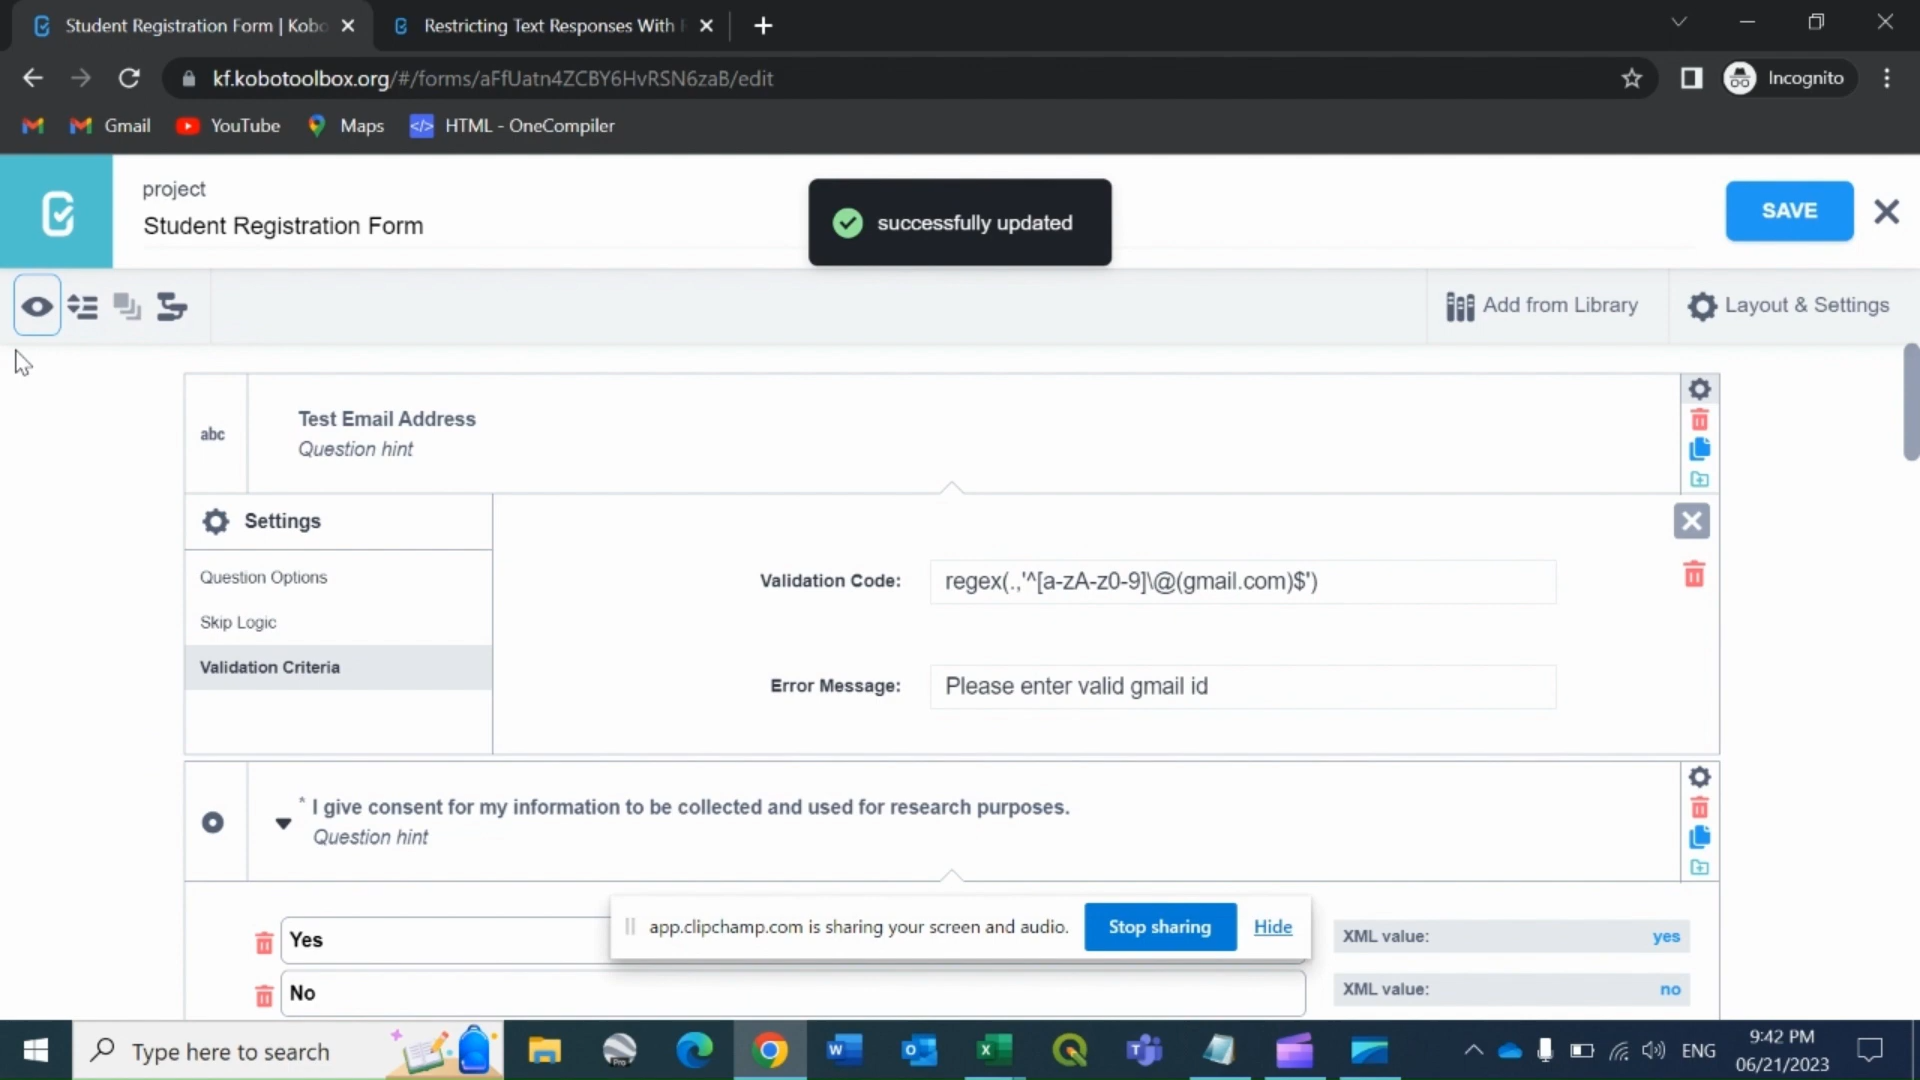 Student Registration Form | Kobo
Restricting Text Responses With
kf.kobotoolbox.org/#/forms/aFfUatn4ZCBY6HvRSN6zaB/edit
Incognito
Gmail
YouTube
Maps
HTML - OneCompiler
project
Student Registration Form
successfully updated
SAVE
Add from Library
Layout & Settings
abc
Test Email Address
Question hint
Settings
Question Options
Skip Logic
Validation Criteria
Validation Code:
regex(.,'^[a-zA-z0-9]\@(gmail.com)$')
Error Message:
Please enter valid gmail id
* I give consent for my information to be collected and used for research purposes.
Question hint
Yes
XML value: yes
No
XML value: no
app.clipchamp.com is sharing your screen and audio.
Stop sharing
Hide
Type here to search
ENG
9:42 PM
06/21/2023